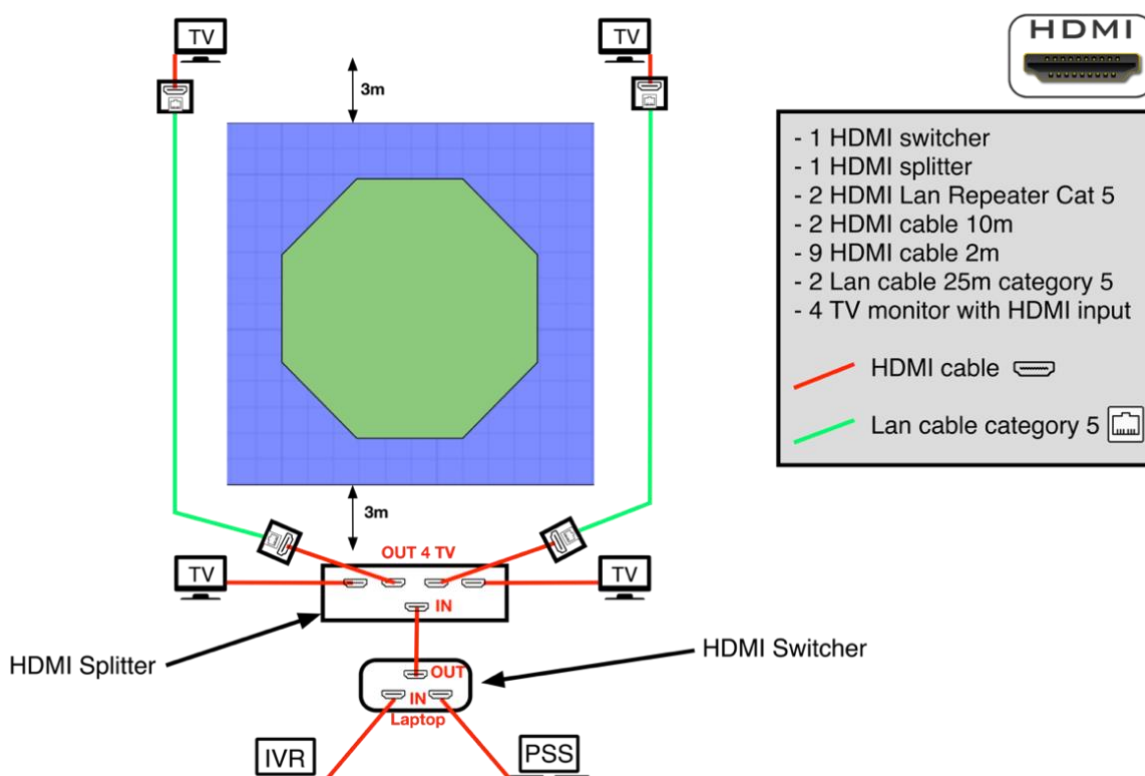 TV
TV
HDMI
3m
- 1 HDMI switcher
- 1 HDMI splitter
- 2 HDMI Lan Repeater Cat 5
- 2 HDMI cable 10m
- 9 HDMI cable 2m
- 2 Lan cable 25m category 5
- 4 TV monitor with HDMI input
HDMI cable
Lan cable category 5
3m
OUT 4 TV
TV
TV
IN
HDMI Splitter
HDMI Switcher
OUT
IN
Laptop
IVR
PSS